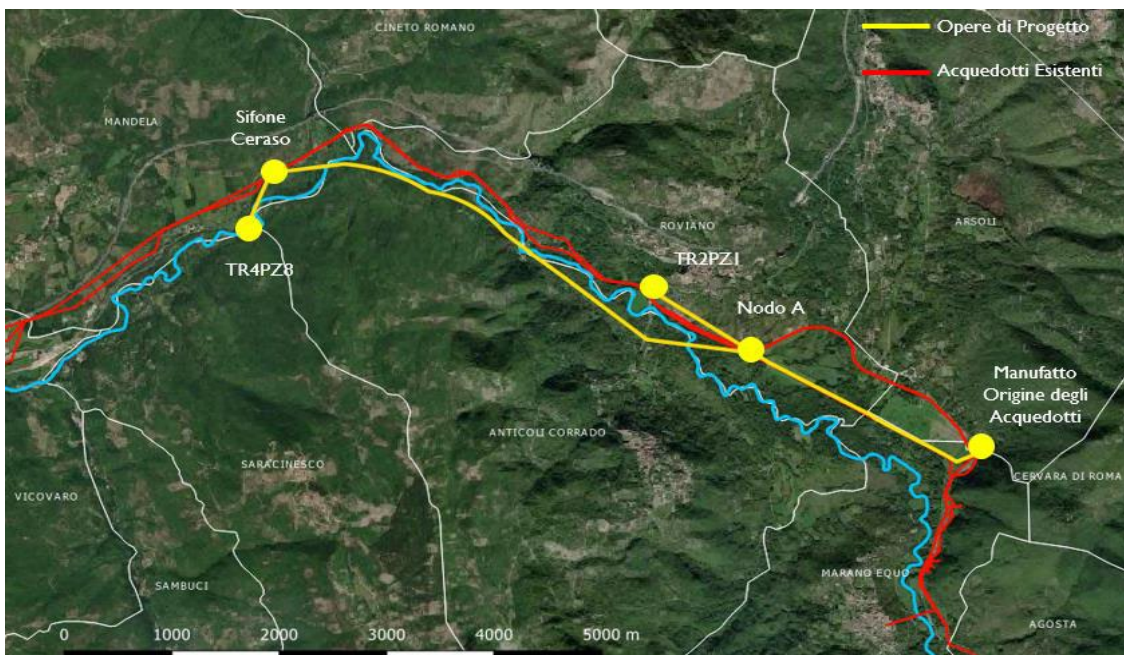 CINETO ROMANO
Opere di Progetto
Acquedotti Esistenti
MANDELA
Sifone
Ceraso
ROVIANO
ARSOLI
TR4PZ8
TR2PZ1
Nodo A
Manufatto
Origine degli
Acquedotti
ANTICOLI CORRADO
SARACINESCO
CERVARA DI ROMA
VICOVARO
MARANO EQUO
SAMBUCI
AGOSTA
0 1000 2000 3000 4000 5000 m